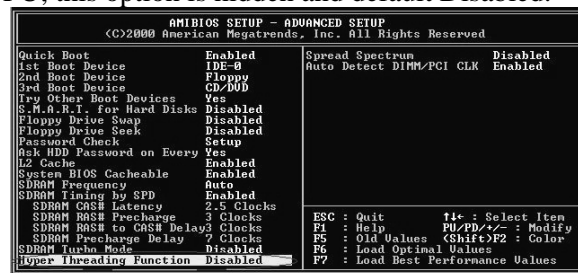 PC, this option is hidden and default Disabled.
AMIBIOS SETUP - ADVANCED SETUP
(C)2000 American Megatrends, Inc. All Rights Reserved
Quick Boot Enabled
1st Boot Device IDE-0
2nd Boot Device Floppy
3rd Boot Device CD/DVD
Try Other Boot Devices Yes
S.M.A.R.T. for Hard Disks Disabled
Floppy Drive Swap Disabled
Floppy Drive Seek Disabled
Password Check Setup
Ask HDD Password on Every Yes
L2 Cache Enabled
System BIOS Cacheable Enabled
SDRAM Frequency Auto
SDRAM Timing by SPD Enabled
SDRAM CAS# Latency 2.5 Clocks
SDRAM RAS# Precharge 3 Clocks
SDRAM RAS# to CAS# Delay3 Clocks
SDRAM Precharge Delay 7 Clocks
SDRAM Turbo Mode Disabled
Hyper Threading Function Disabled
Spread Spectrum Disabled
Auto Detect DIMM/PCI CLK Enabled
ESC : Quit ↑↓← : Select Item
F1 : Help PU/PD/+/- : Modify
F5 : Old Values (Shift)F2 : Color
F6 : Load Optimal Values
F7 : Load Best Performance Values